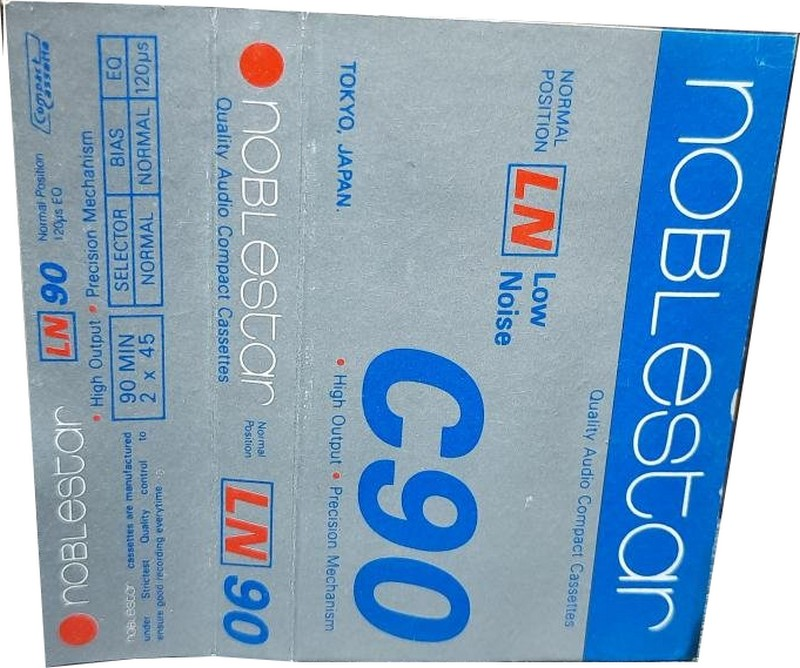 noBLestar
Quality Audio Compact Cassettes
NORMAL
POSITION
LN
Low
Noise
C90
TOKYO, JAPAN.
• High Output • Precision Mechanism
noBLestar
Quality Audio Compact Cassettes
Normal
Position
LN 90
Compact
Cassette
Normal Position
120µs EQ
LN 90
noBLestar
• High Output • Precision Mechanism
EQ BIAS SELECTOR
120µs NORMAL NORMAL
90 MIN
2 x 45
noBLestar cassettes are manufactured
under Strictest Quality control to
ensure good recording everytime.